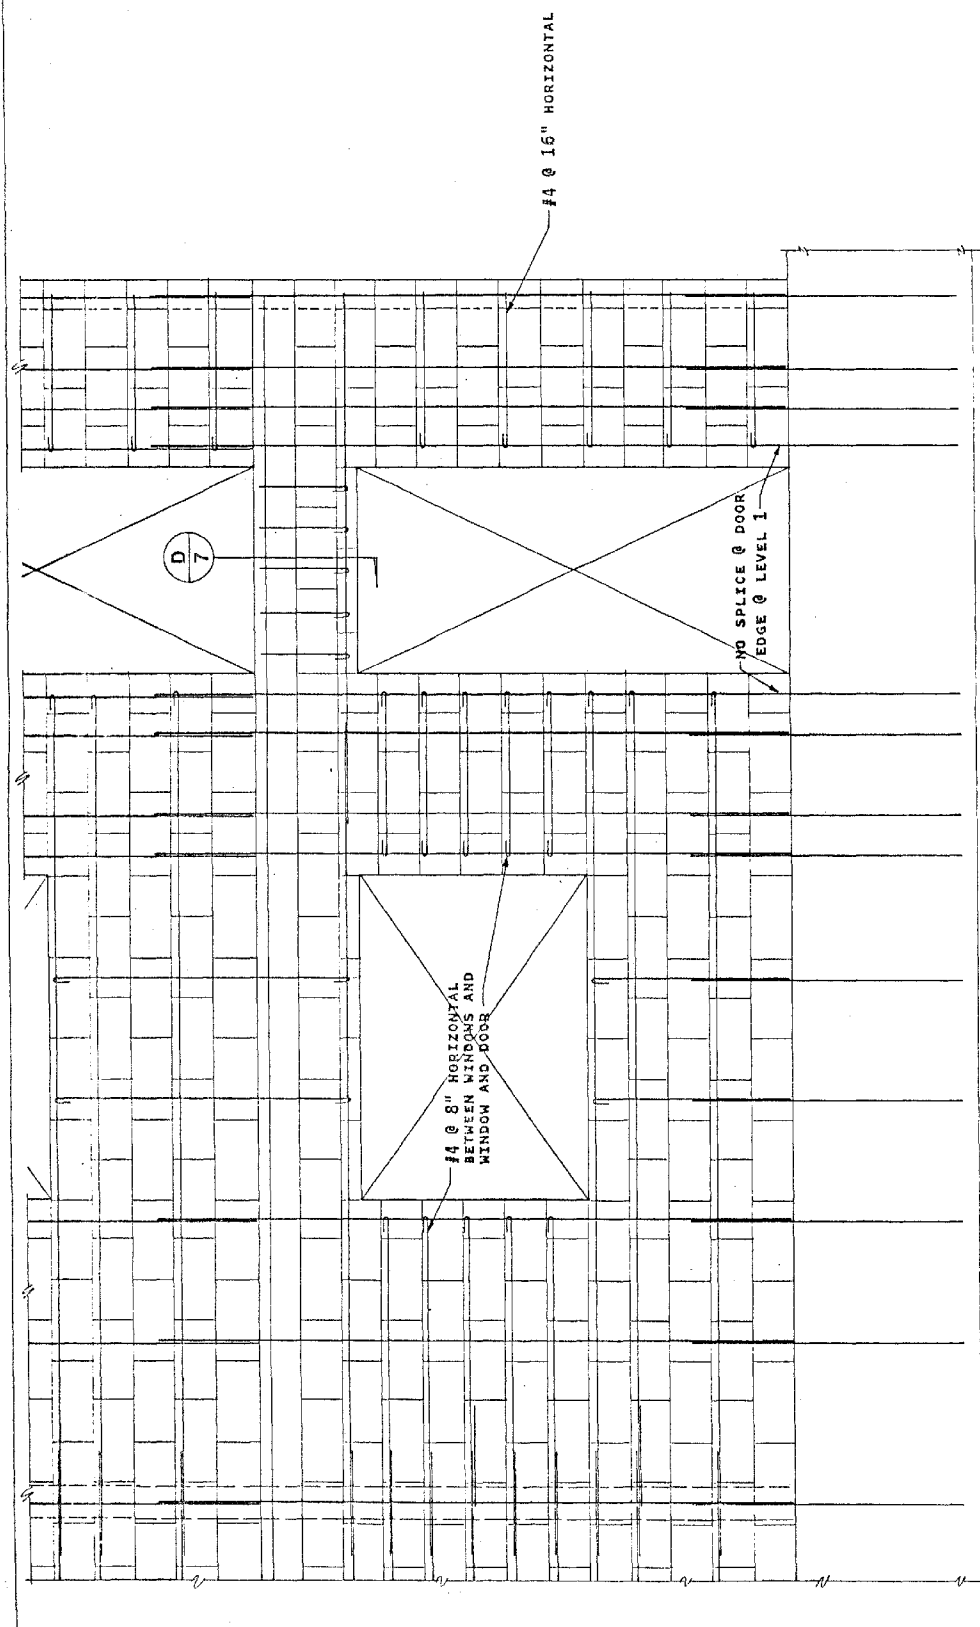 #4 @ 16" HORIZONTAL
D
7
NO SPLICE @ DOOR
EDGE @ LEVEL 1
#4 @ 8" HORIZONTAL
BETWEEN WINDOWS AND
WINDOW AND DOOR